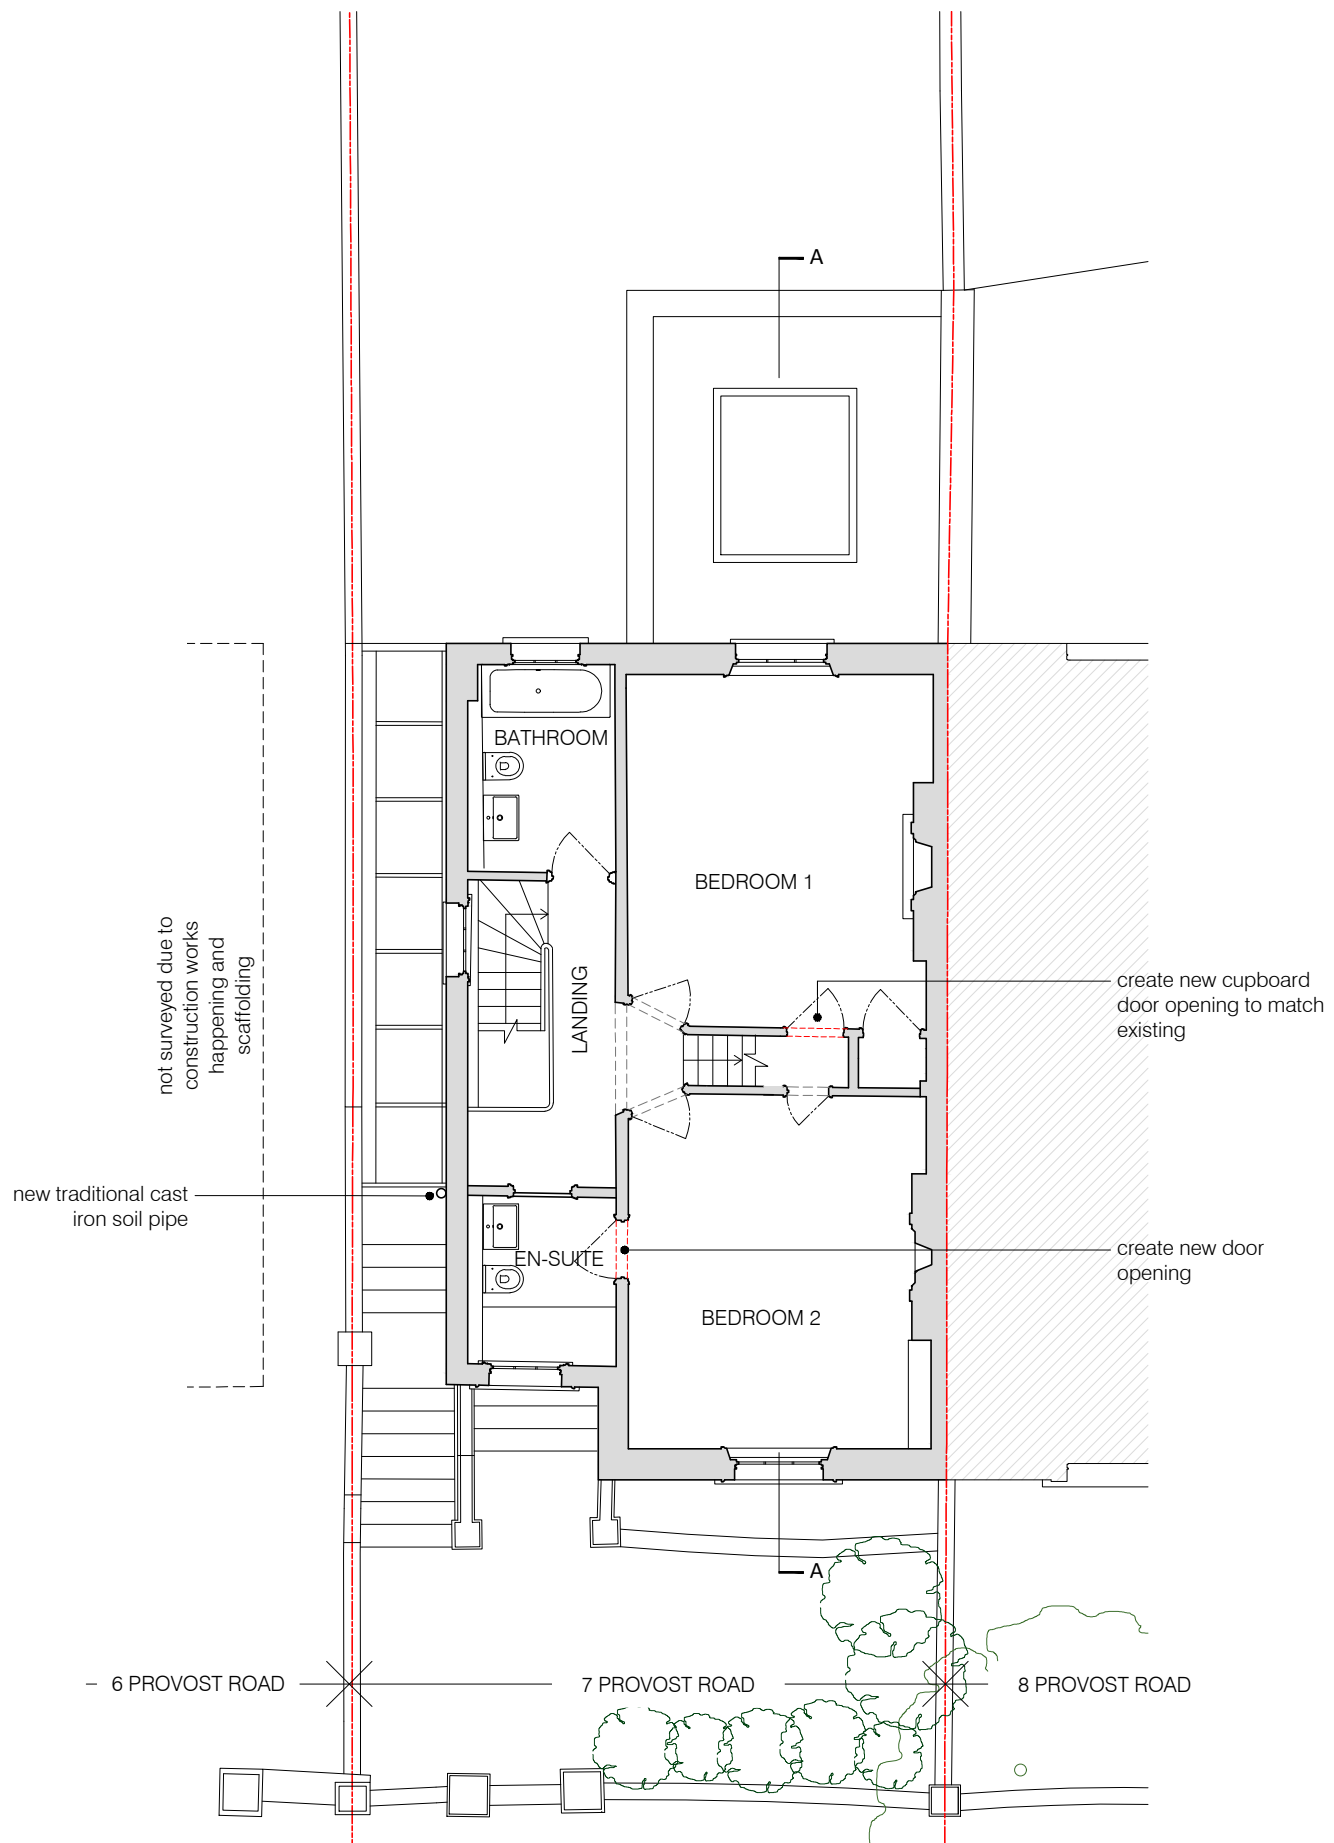 A
BATHROOM
BEDROOM 1
LANDING
not surveyed due to
construction works
happening and
scaffolding
create new cupboard
door opening to match
existing
new traditional cast
iron soil pipe
EN-SUITE
create new door
opening
BEDROOM 2
A
6 PROVOST ROAD
7 PROVOST ROAD
8 PROVOST ROAD